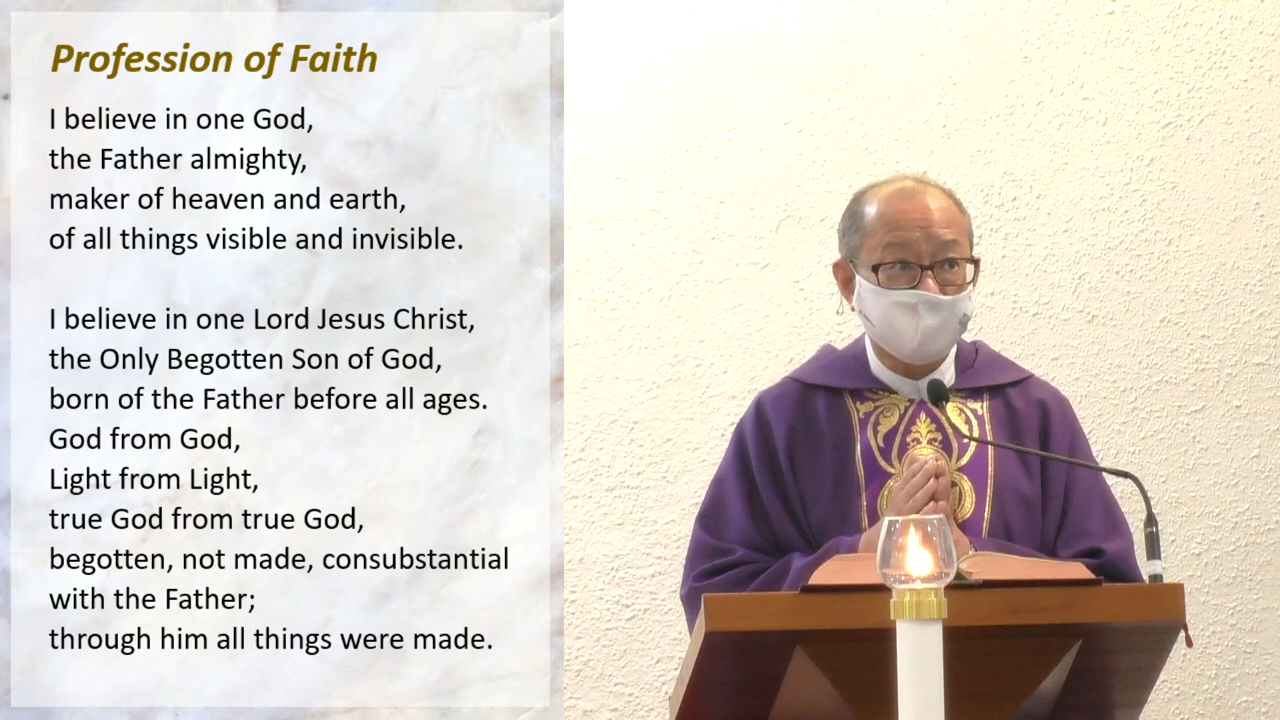 Profession of Faith
I believe in one God,
the Father almighty,
maker of heaven and earth,
of all things visible and invisible.
I believe in one Lord Jesus Christ,
the Only Begotten Son of God,
born of the Father before all ages.
God from God,
Light from Light,
true God from true God,
begotten, not made, consubstantial
with the Father;
through him all things were made.